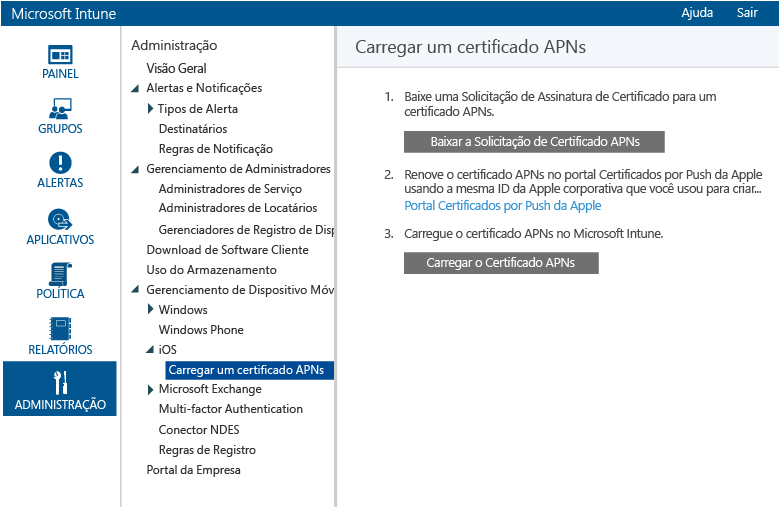 Microsoft Intune
Ajuda
Sair
PAINEL
GRUPOS
ALERTAS
APLICATIVOS
POLÍTICA
RELATÓRIOS
ADMINISTRAÇÃO
Administração
Visão Geral
Alertas e Notificações
Tipos de Alerta
Destinatários
Regras de Notificação
Gerenciamento de Administradores
Administradores de Serviço
Administradores de Locatários
Gerenciadores de Registro de Disp
Download de Software Cliente
Uso do Armazenamento
Gerenciamento de Dispositivo Móv
Windows
Windows Phone
iOS
Carregar um certificado APNs
Microsoft Exchange
Multi-factor Authentication
Conector NDES
Regras de Registro
Portal da Empresa
Carregar um certificado APNs
1. Baixe uma Solicitação de Assinatura de Certificado para um
certificado APNs.
Baixar a Solicitação de Certificado APNs
2. Renove o certificado APNs no portal Certificados por Push da Apple
usando a mesma ID da Apple corporativa que você usou para criar...
Portal Certificados por Push da Apple
3. Carregue o certificado APNs no Microsoft Intune.
Carregar o Certificado APNs